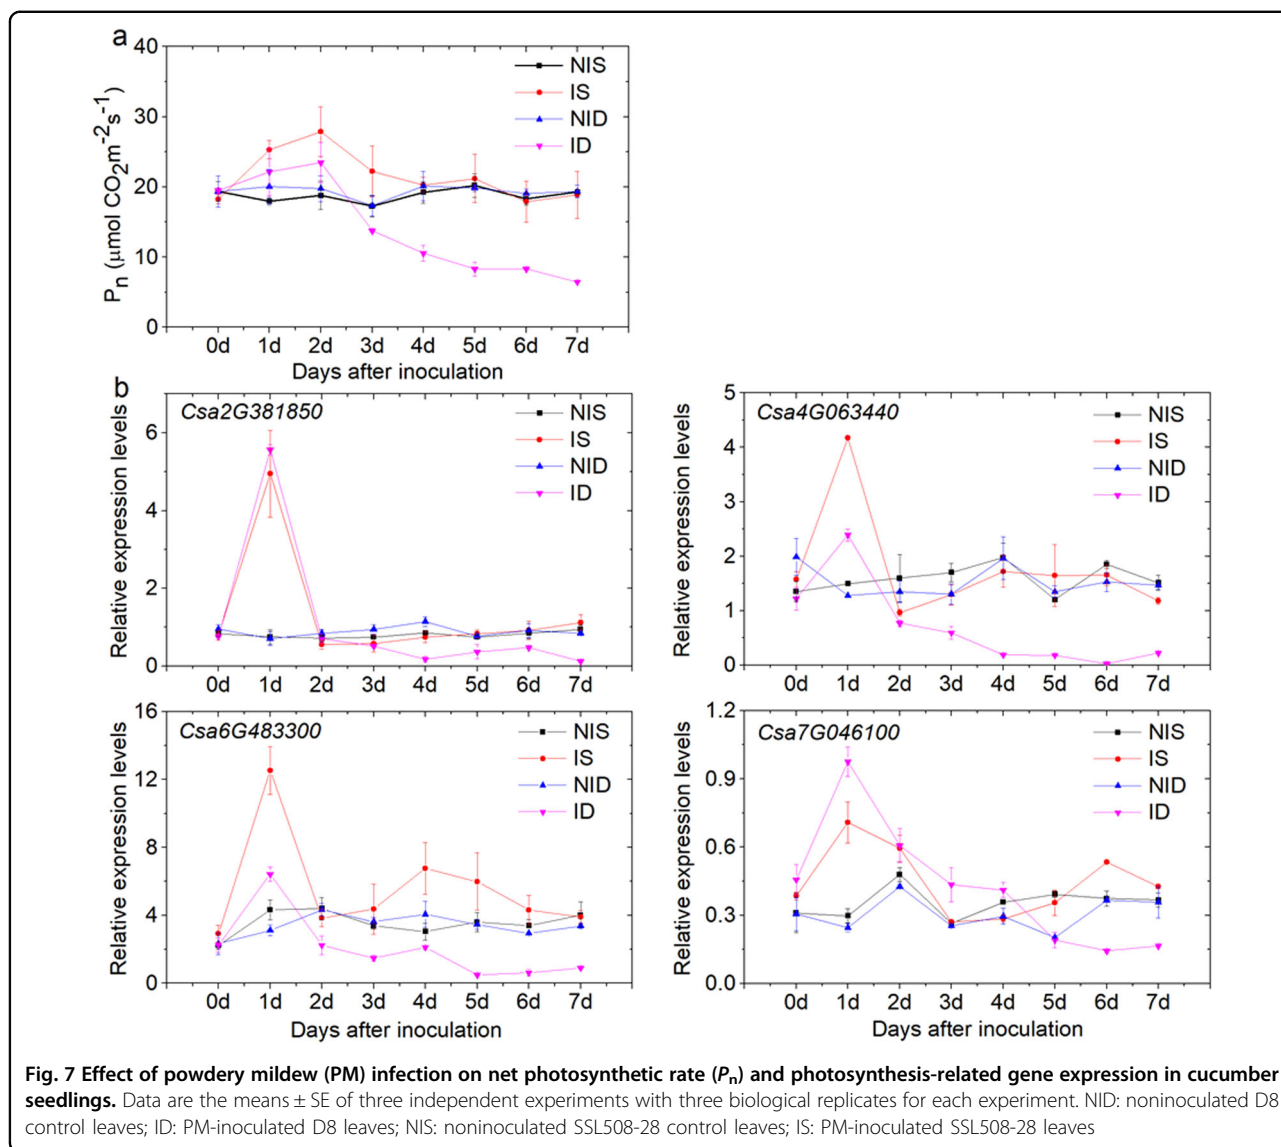 a
40
30
20
10
0
Pn (μmol CO2m-2s-1)
NIS
IS
NID
ID
0d 1d 2d 3d 4d 5d 6d 7d
Days after inoculation
b
Csa2G381850
6
4
2
0
Relative expression levels
NIS
IS
NID
ID
0d 1d 2d 3d 4d 5d 6d 7d
Csa4G063440
5
4
3
2
1
0
Relative expression levels
NIS
IS
NID
ID
0d 1d 2d 3d 4d 5d 6d 7d
Csa6G483300
16
12
8
4
0
Relative expression levels
NIS
IS
NID
ID
0d 1d 2d 3d 4d 5d 6d 7d
Days after inoculation
Csa7G046100
1.2
0.9
0.6
0.3
0.0
Relative expression levels
NIS
IS
NID
ID
0d 1d 2d 3d 4d 5d 6d 7d
Days after inoculation
Fig. 7 Effect of powdery mildew (PM) infection on net photosynthetic rate (Pn) and photosynthesis-related gene expression in cucumber
seedlings. Data are the means ± SE of three independent experiments with three biological replicates for each experiment. NID: noninoculated D8
control leaves; ID: PM-inoculated D8 leaves; NIS: noninoculated SSL508-28 control leaves; IS: PM-inoculated SSL508-28 leaves